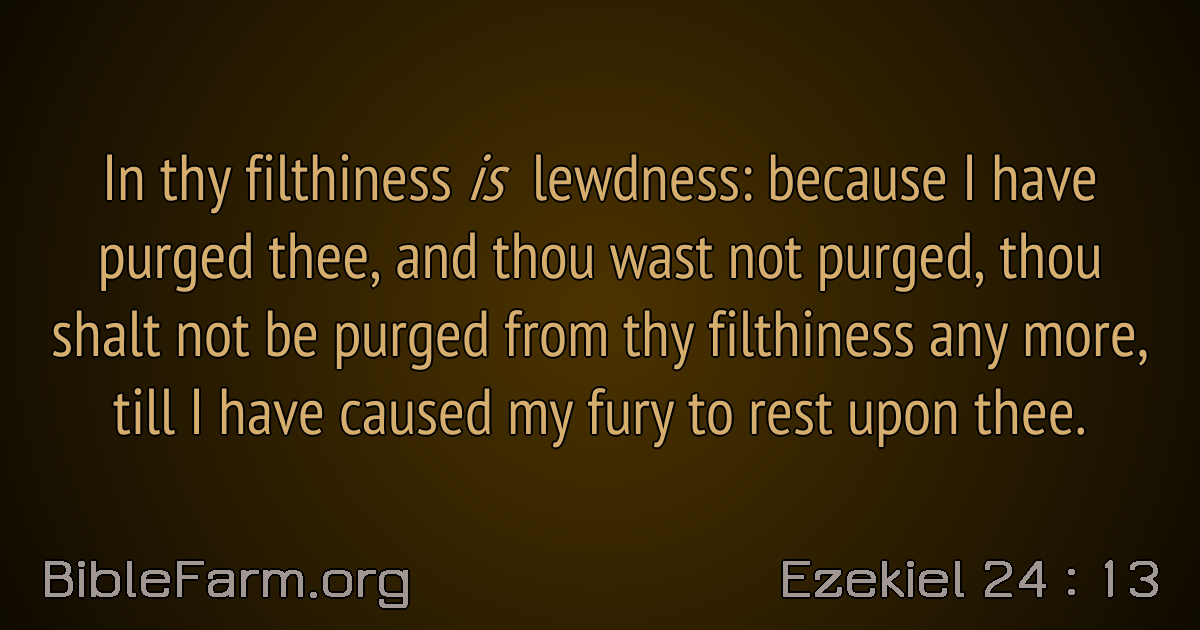 In thy filthiness is lewdness: because I have
purged thee, and thou wast not purged, thou
shalt not be purged from thy filthiness any more,
till I have caused my fury to rest upon thee.
BibleFarm.org
Ezekiel 24 : 13